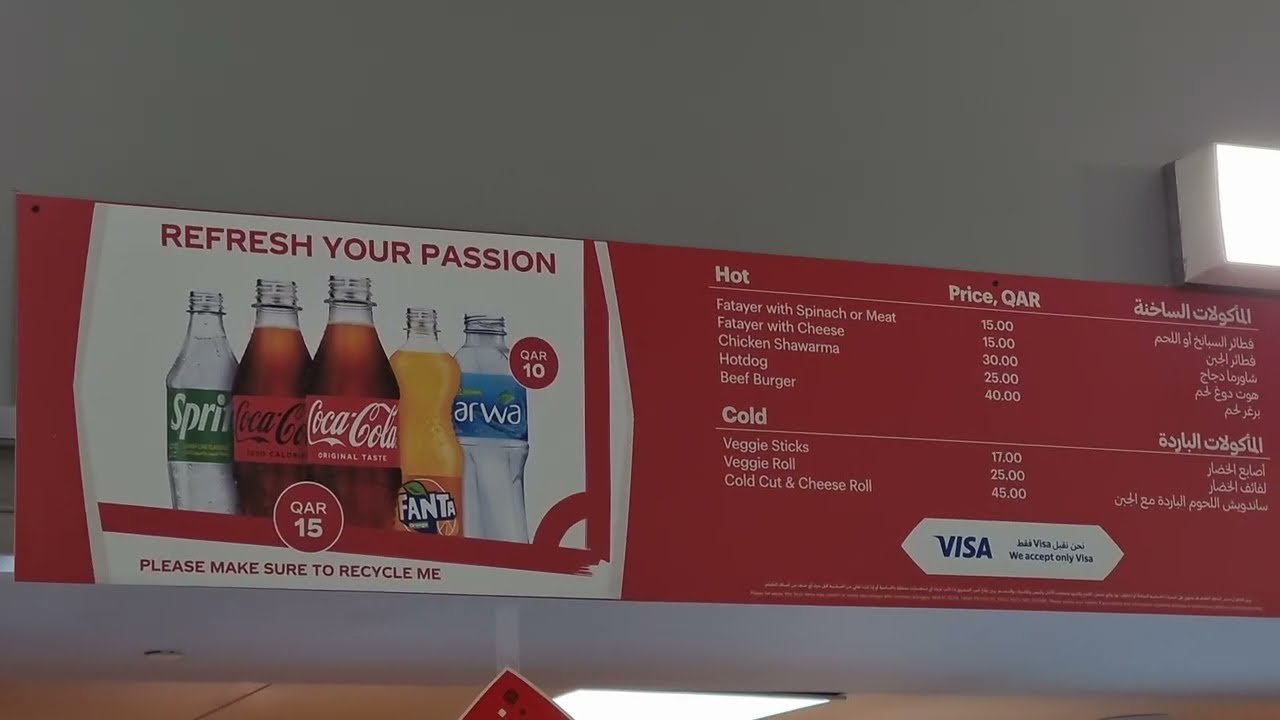 REFRESH YOUR PASSION
QAR
10
Sprit
Coca-Co
ZERO CALORI
Coca-Cola
ORIGINAL TASTE
FANTA
Orange
arwa
QAR
15
PLEASE MAKE SURE TO RECYCLE ME
Hot Price, QAR المأكولات الساخنة
Fatayer with Spinach or Meat 15.00 فطائر السبانخ أو اللحم
Fatayer with Cheese 15.00 فطائر الجبن
Chicken Shawarma 30.00 شاورما دجاج
Hotdog 25.00 هوت دوغ لحم
Beef Burger 40.00 برغر لحم
Cold المأكولات الباردة
Veggie Sticks 17.00 أصابع الخضار
Veggie Roll 25.00 لفائف الخضار
Cold Cut & Cheese Roll 45.00 ساندويش اللحوم الباردة مع الجبن
VISA
نحن نقبل Visa فقط
We accept only Visa